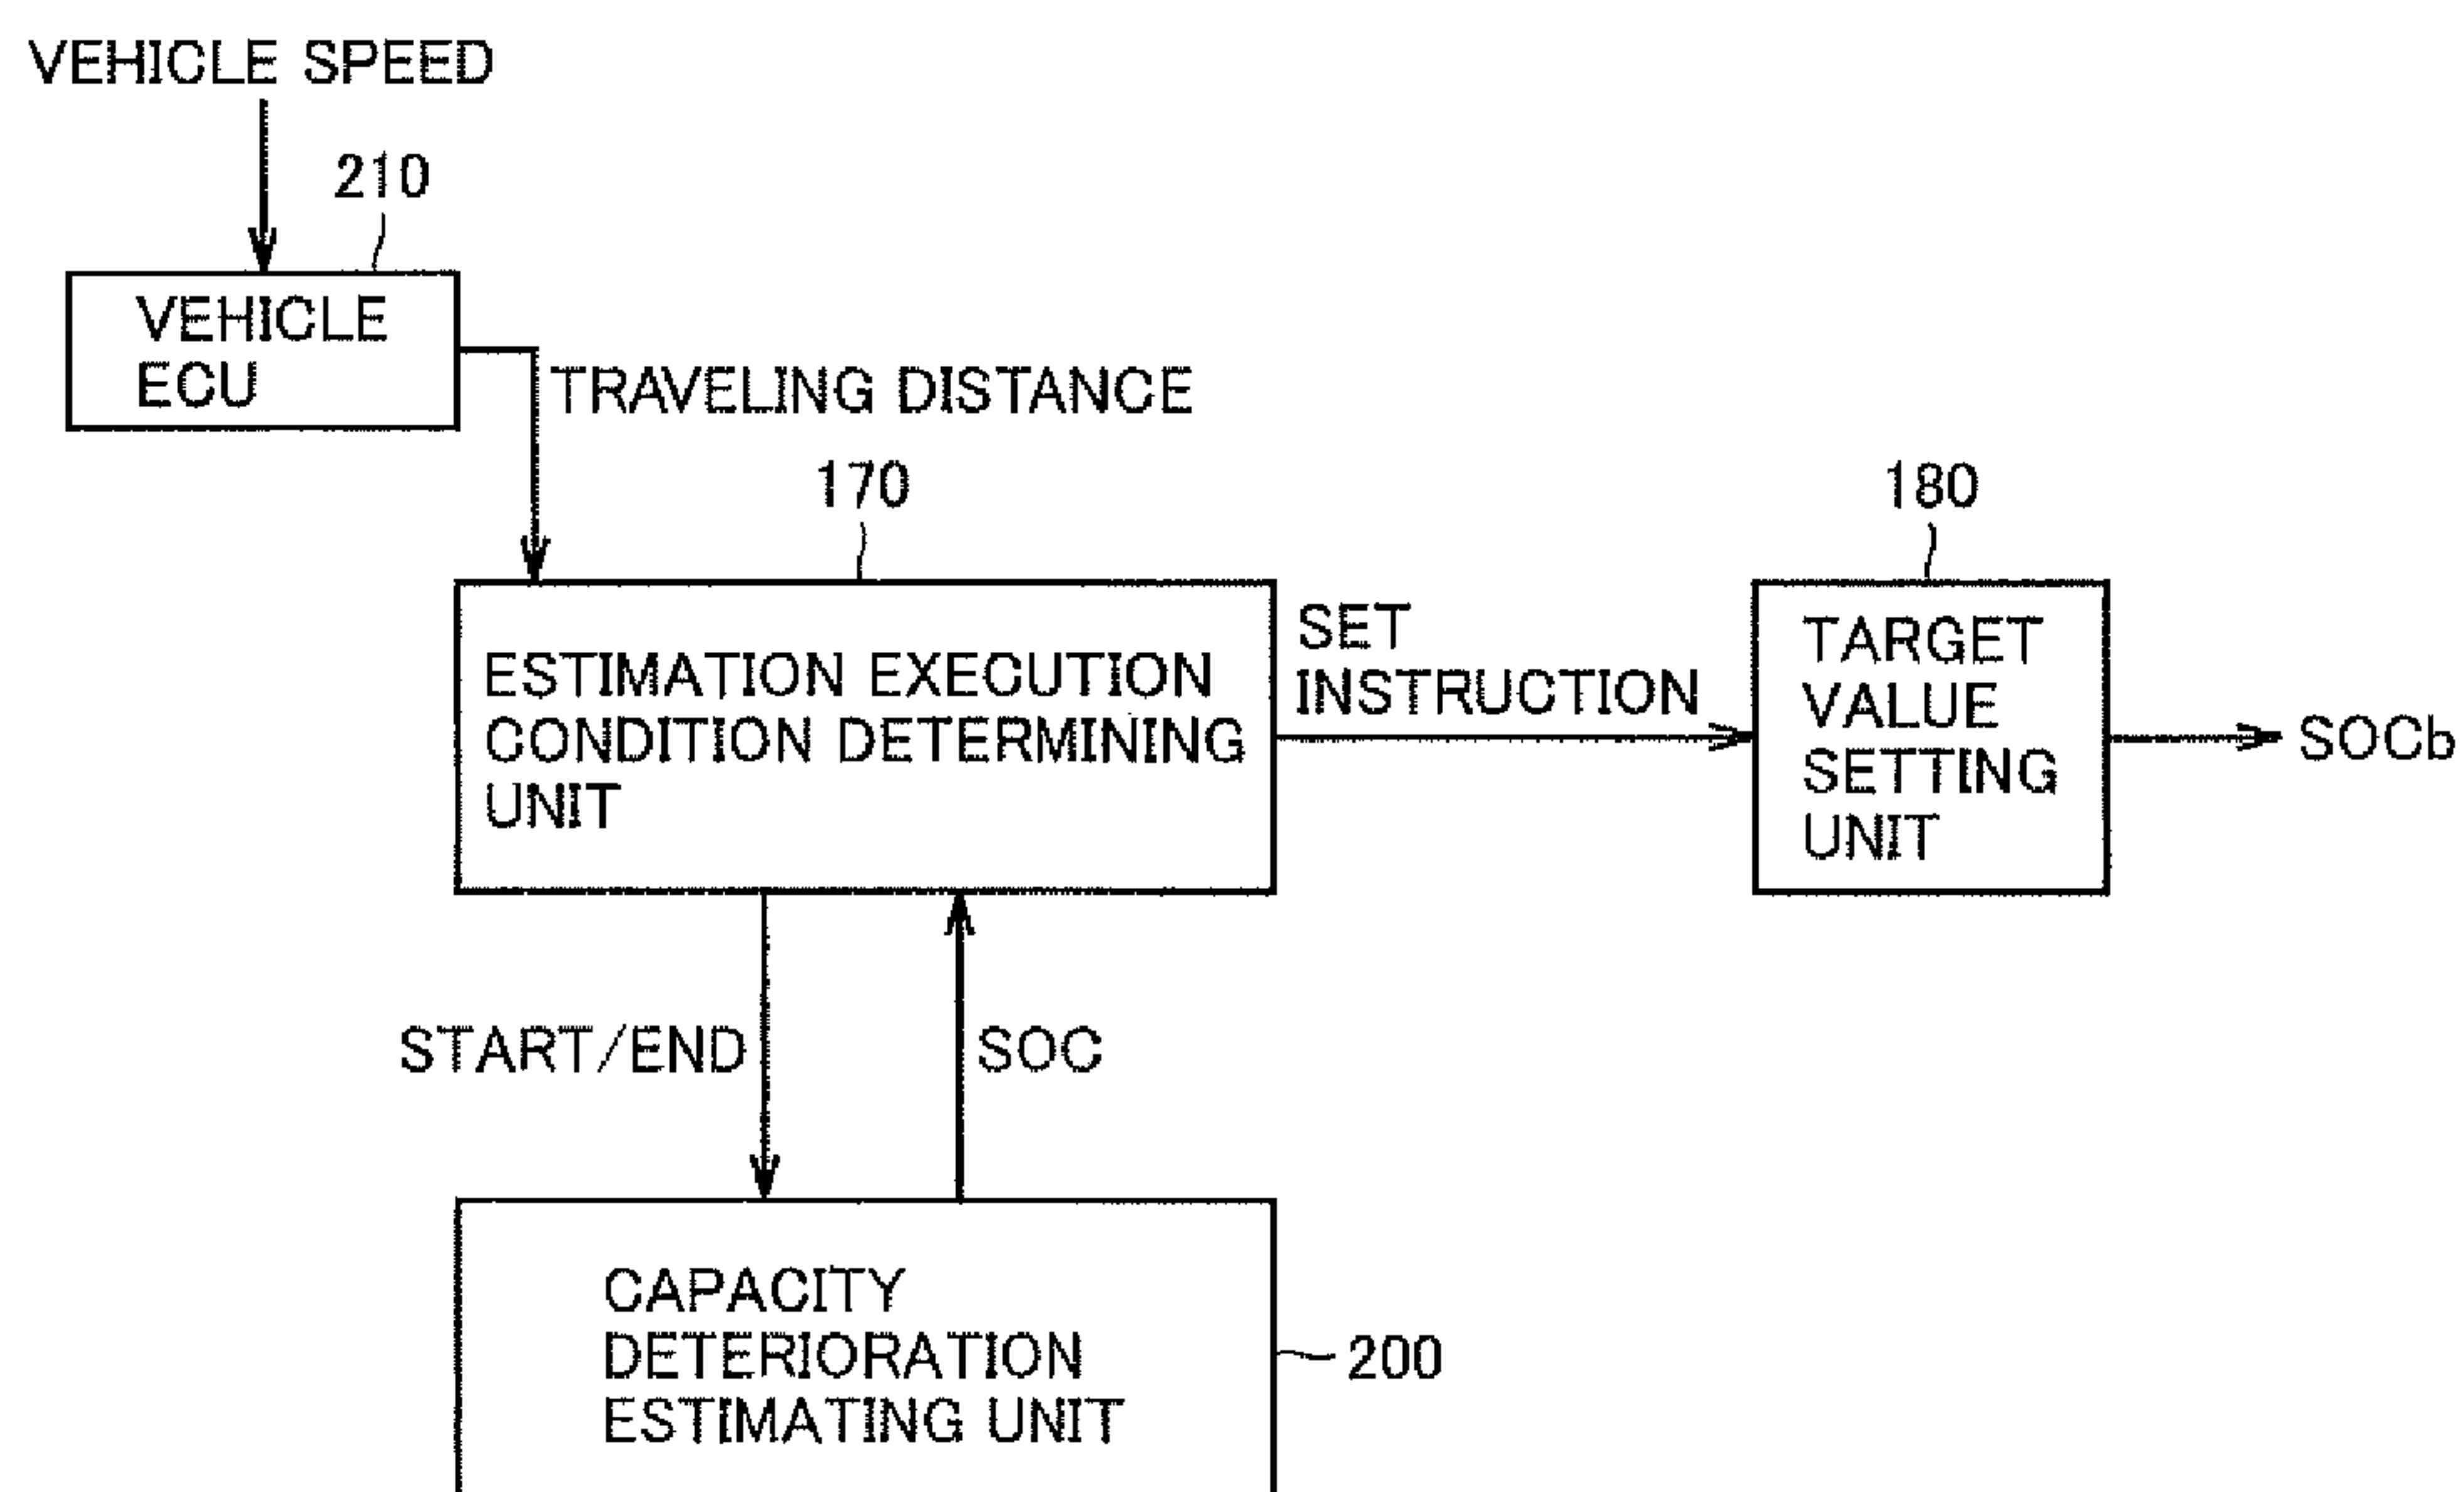 VEHICLE SPEED
210
VEHICLE
ECU
TRAVELING DISTANCE
170
180
ESTIMATION EXECUTION
CONDITION DETERMINING
UNIT
SET
INSTRUCTION
TARGET
VALUE
SETTING
UNIT
SOCb
START/END
SOC
CAPACITY
DETERIORATION
ESTIMATING UNIT
200